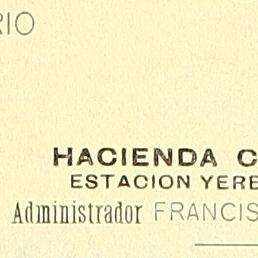 RIO
HACIENDA C
ESTACION YERE
Administrador FRANCIS